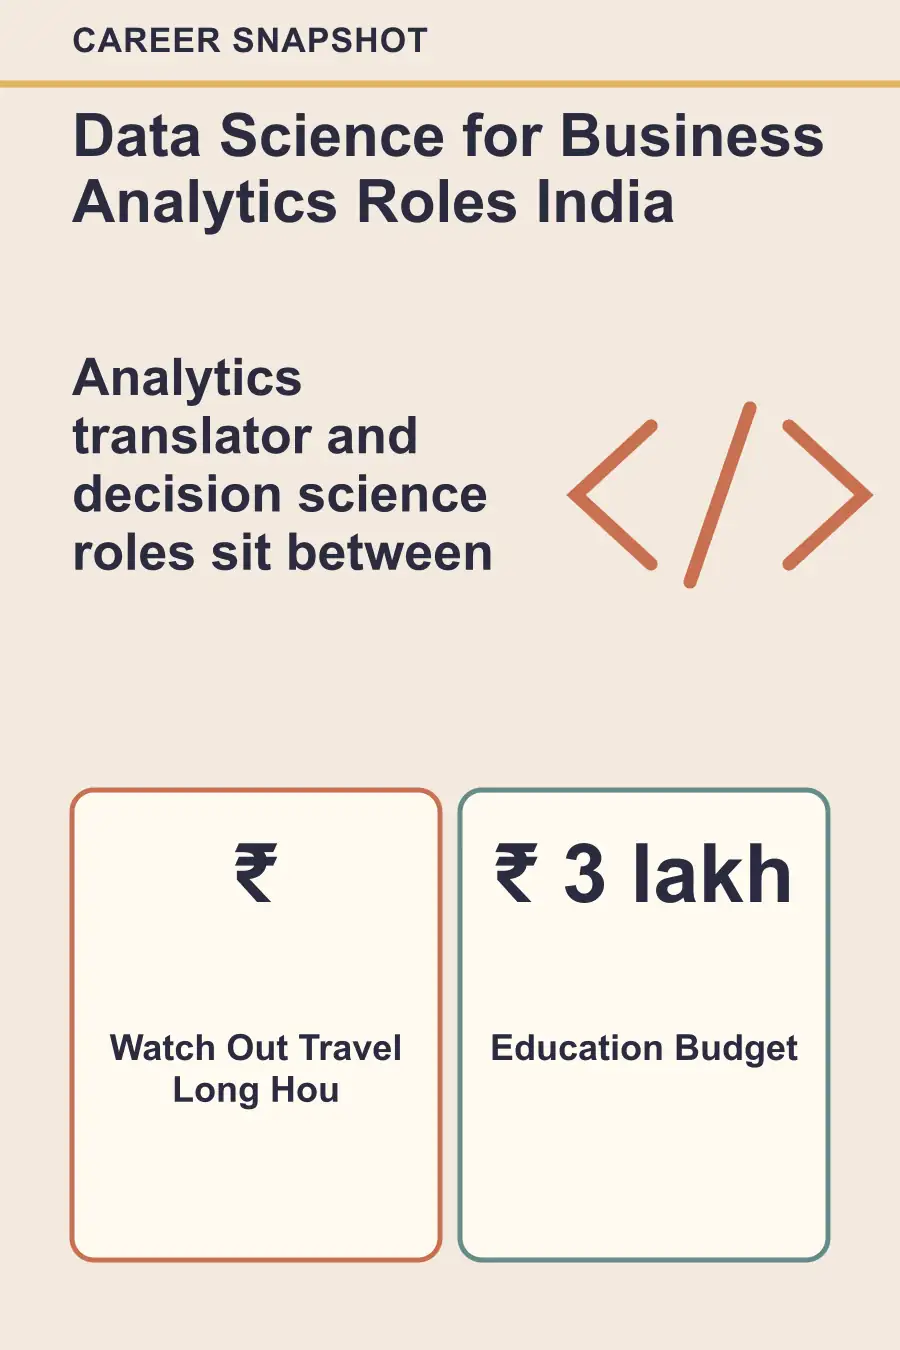 CAREER SNAPSHOT
Data Science for Business
Analytics Roles India
Analytics
translator and
decision science
roles sit between
₹
Watch Out Travel
Long Hou
₹ 3 lakh
Education Budget